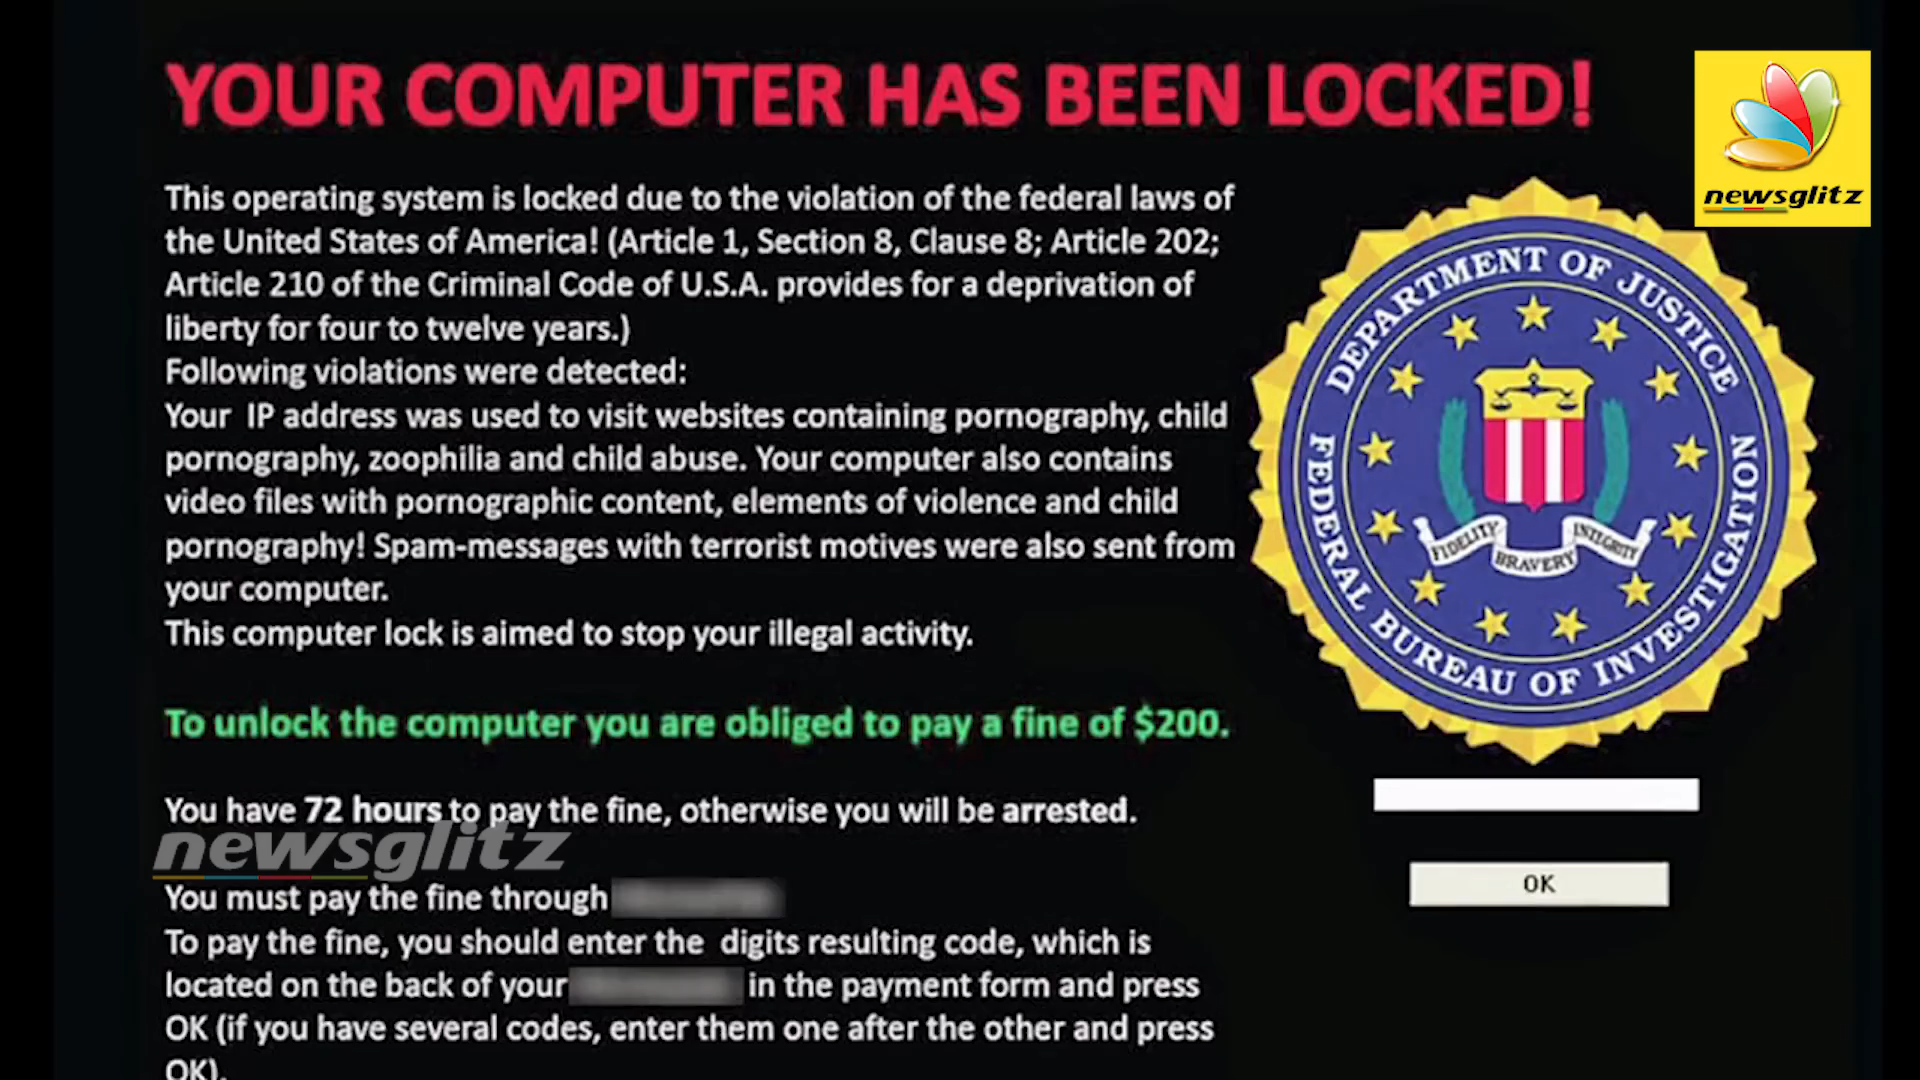 YOUR COMPUTER HAS BEEN LOCKED!
newsglitz
This operating system is locked due to the violation of the federal laws of
the United States of America! (Article 1, Section 8, Clause 8; Article 202;
Article 210 of the Criminal Code of U.S.A. provides for a deprivation of
liberty for four to twelve years.)
Following violations were detected:
Your IP address was used to visit websites containing pornography, child
pornography, zoophilia and child abuse. Your computer also contains
video files with pornographic content, elements of violence and child
pornography! Spam-messages with terrorist motives were also sent from
your computer.
This computer lock is aimed to stop your illegal activity.
To unlock the computer you are obliged to pay a fine of $200.
You have 72 hours to pay the fine, otherwise you will be arrested.
newsglitz
You must pay the fine through
To pay the fine, you should enter the digits resulting code, which is
located on the back of your in the payment form and press
OK (if you have several codes, enter them one after the other and press
OK).
DEPARTMENT OF JUSTICE
FEDERAL BUREAU OF INVESTIGATION
FIDELITY
BRAVERY
INTEGRITY
OK